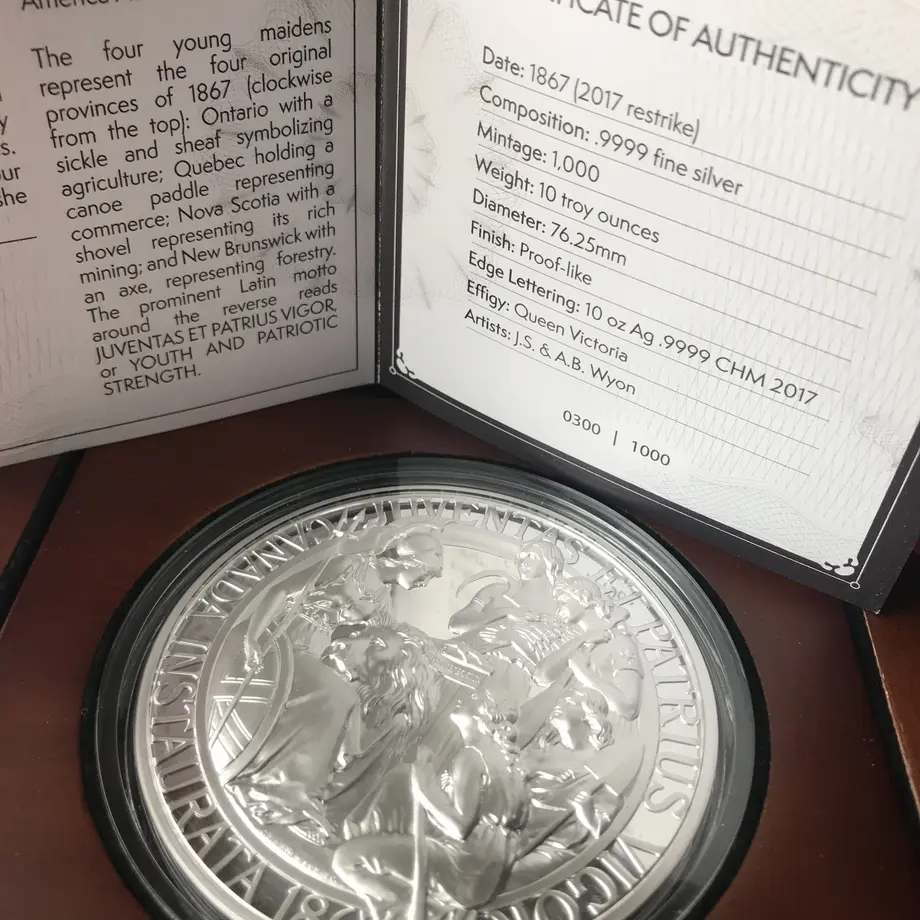 The four young maidens
represent the four original
provinces of 1867 (clockwise
from the top): Ontario with a
sickle and sheaf symbolizing
agriculture; Quebec holding a
canoe paddle representing
commerce; Nova Scotia with a
shovel representing its rich
mining; and New Brunswick with
an axe, representing forestry.
The prominent Latin motto
around the reverse reads
JUVENTAS ET PATRIUS VIGOR,
or YOUTH AND PATRIOTIC
STRENGTH.
OF AUTHENTICITY
Date: 1867 (2017 restrike)
Composition: .9999 fine silver
Mintage: 1,000
Weight: 10 troy ounces
Diameter: 76.25mm
Finish: Proof-like
Edge Lettering: 10 oz Ag .9999 CHM 2017
Effigy: Queen Victoria
Artists: J.S. & A.B. Wyon
0300 | 1000
JUVENTAS ET PATRIUS VIGOR
CANADA INSTAURATA